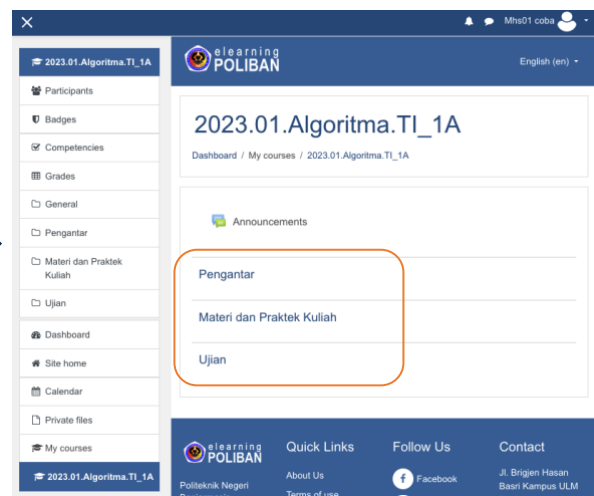 Mhs01 coba
2023.01.Algoritma.TI_1A
Participants
Badges
Competencies
Grades
General
Pengantar
Materi dan Praktek
Kuliah
Ujian
Dashboard
Site home
Calendar
Private files
My courses
2023.01.Algoritma.TI_1A
elearning
POLIBAN
English (en)
2023.01.Algoritma.TI_1A
Dashboard / My courses / 2023.01.Algoritma.TI_1A
Announcements
Pengantar
Materi dan Praktek Kuliah
Ujian
elearning
POLIBAN
Politeknik Negeri
Quick Links
About Us
Terms of use
Follow Us
Facebook
Contact
Jl. Brigjen Hasan
Basri Kampus ULM